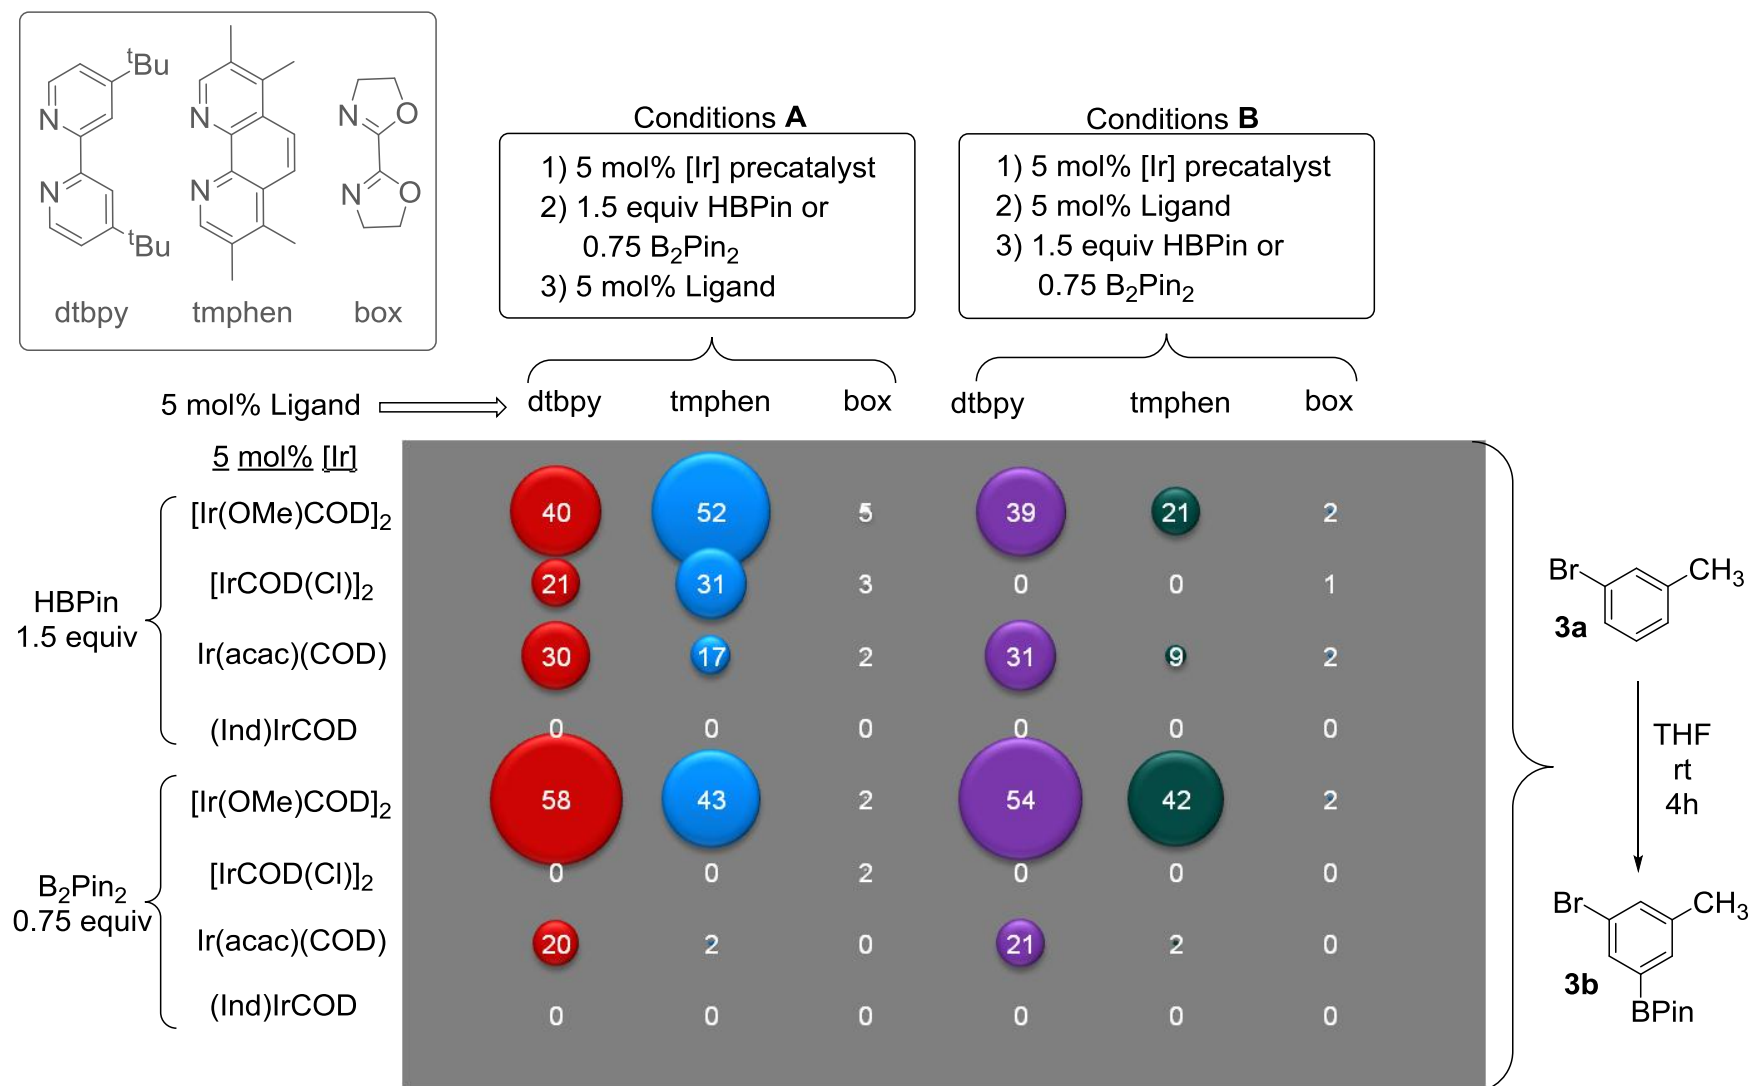 tBu
N
N
tBu
dtbpy
N
N
tmphen
N
O
N
O
box
Conditions A
1) 5 mol% [Ir] precatalyst
2) 1.5 equiv HBPin or
0.75 B2Pin2
3) 5 mol% Ligand
Conditions B
1) 5 mol% [Ir] precatalyst
2) 5 mol% Ligand
3) 1.5 equiv HBPin or
0.75 B2Pin2
5 mol% Ligand
dtbpy tmphen box dtbpy tmphen box
5 mol% [Ir]
HBPin
1.5 equiv
[Ir(OMe)COD]2 40 52 5 39 21 2
[IrCOD(Cl)]2 21 31 3 0 0 1
Ir(acac)(COD) 30 17 2 31 9 2
(Ind)IrCOD 0 0 0 0 0 0
B2Pin2
0.75 equiv
[Ir(OMe)COD]2 58 43 2 54 42 2
[IrCOD(Cl)]2 0 0 2 0 0 0
Ir(acac)(COD) 20 2 0 21 2 0
(Ind)IrCOD 0 0 0 0 0 0
Br CH3
3a
THF
rt
4h
Br CH3
3b
BPin